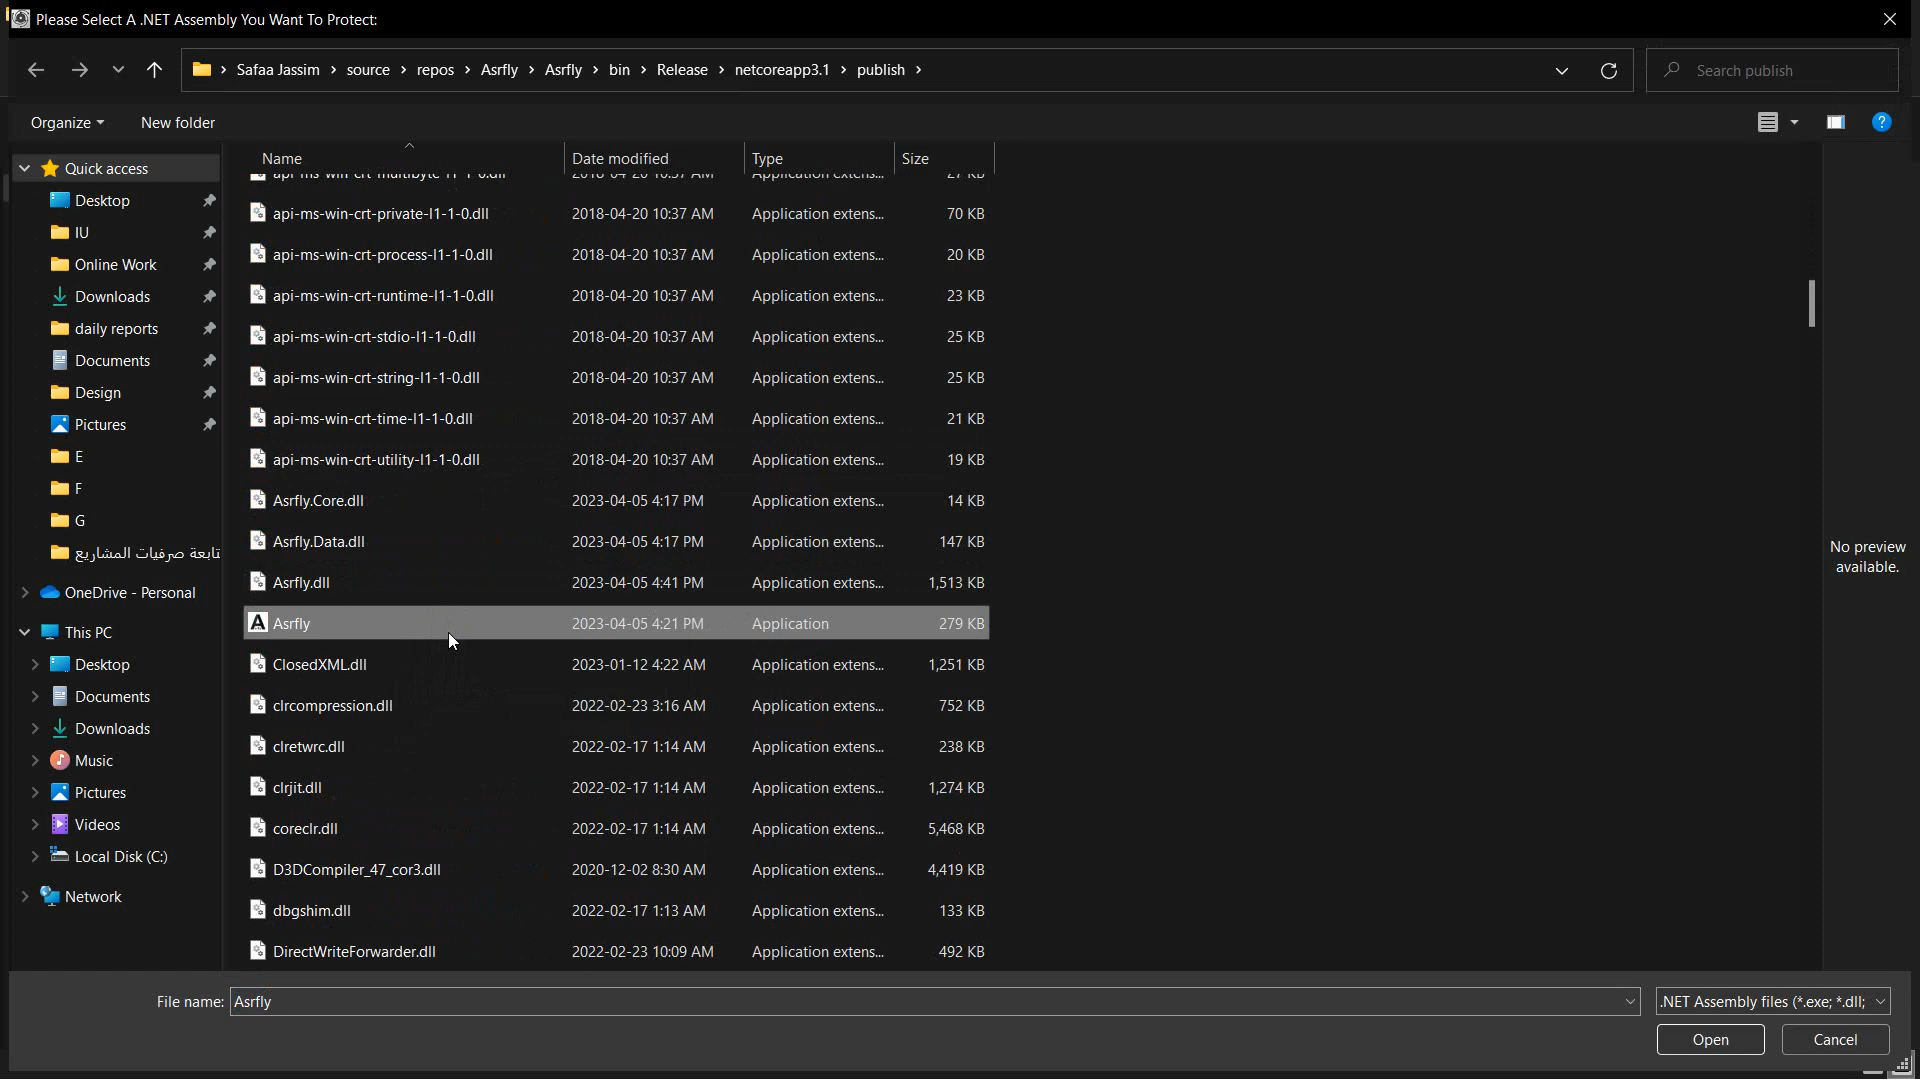 Please Select A .NET Assembly You Want To Protect:
Safaa Jassim › source › repos › Asrfly › Asrfly › bin › Release › netcoreapp3.1 › publish ›
Search publish
Organize
New folder
Name
Date modified
Type
Size
api-ms-win-crt-multibyte-l1-1-0.dll 2018-04-20 10:37 AM Application extens... 27 KB
api-ms-win-crt-private-l1-1-0.dll 2018-04-20 10:37 AM Application extens... 70 KB
api-ms-win-crt-process-l1-1-0.dll 2018-04-20 10:37 AM Application extens... 20 KB
api-ms-win-crt-runtime-l1-1-0.dll 2018-04-20 10:37 AM Application extens... 23 KB
api-ms-win-crt-stdio-l1-1-0.dll 2018-04-20 10:37 AM Application extens... 25 KB
api-ms-win-crt-string-l1-1-0.dll 2018-04-20 10:37 AM Application extens... 25 KB
api-ms-win-crt-time-l1-1-0.dll 2018-04-20 10:37 AM Application extens... 21 KB
api-ms-win-crt-utility-l1-1-0.dll 2018-04-20 10:37 AM Application extens... 19 KB
Asrfly.Core.dll 2023-04-05 4:17 PM Application extens... 14 KB
Asrfly.Data.dll 2023-04-05 4:17 PM Application extens... 147 KB
Asrfly.dll 2023-04-05 4:41 PM Application extens... 1,513 KB
Asrfly 2023-04-05 4:21 PM Application 279 KB
ClosedXML.dll 2023-01-12 4:22 AM Application extens... 1,251 KB
clrcompression.dll 2022-02-23 3:16 AM Application extens... 752 KB
clretwrc.dll 2022-02-17 1:14 AM Application extens... 238 KB
clrjit.dll 2022-02-17 1:14 AM Application extens... 1,274 KB
coreclr.dll 2022-02-17 1:14 AM Application extens... 5,468 KB
D3DCompiler_47_cor3.dll 2020-12-02 8:30 AM Application extens... 4,419 KB
dbgshim.dll 2022-02-17 1:13 AM Application extens... 133 KB
DirectWriteForwarder.dll 2022-02-23 10:09 AM Application extens... 492 KB
Quick access
Desktop
IU
Online Work
Downloads
daily reports
Documents
Design
Pictures
E
F
G
تابعة صرفيات المشاريع
OneDrive - Personal
This PC
Desktop
Documents
Downloads
Music
Pictures
Videos
Local Disk (C:)
Network
No preview
available.
File name: Asrfly
.NET Assembly files (*.exe; *.dll;
Open
Cancel